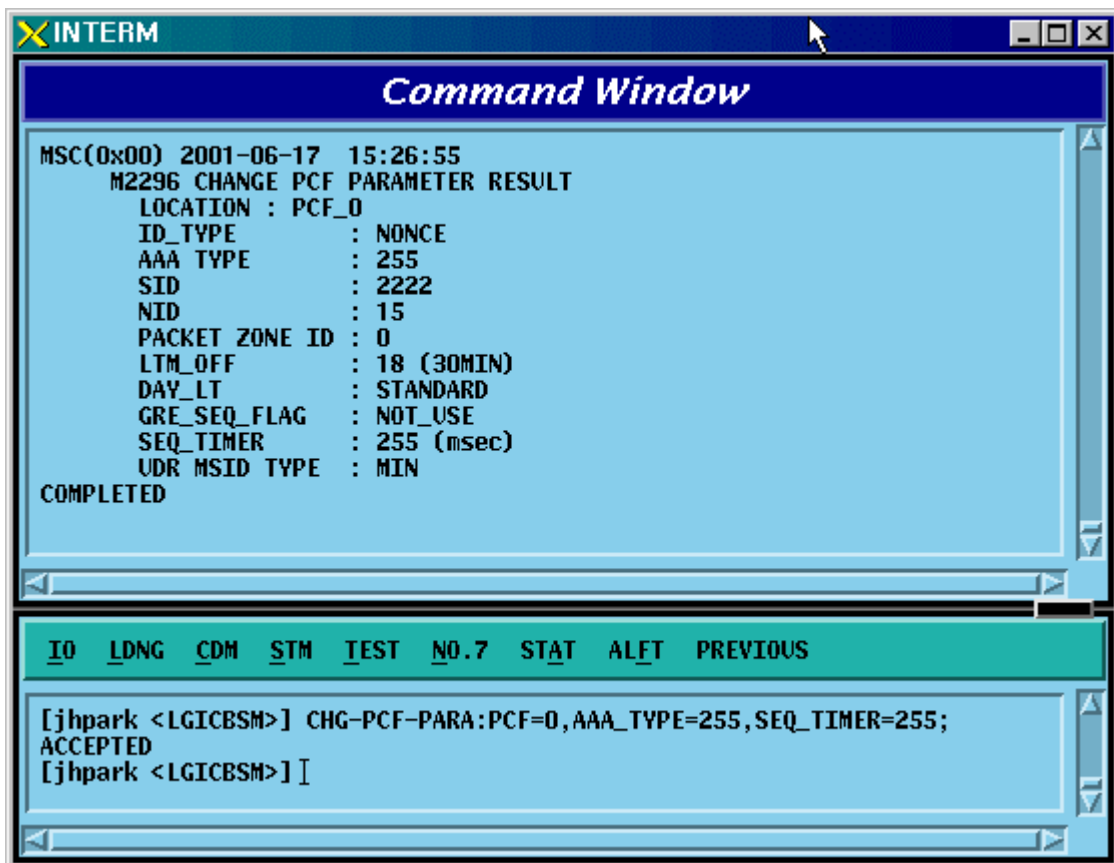 INTERM
Command Window
MSC(0x00) 2001-06-17 15:26:55
M2296 CHANGE PCF PARAMETER RESULT
LOCATION : PCF_0
ID_TYPE : NONCE
AAA TYPE : 255
SID : 2222
NID : 15
PACKET ZONE ID : 0
LTM_OFF : 18 (30MIN)
DAY_LT : STANDARD
GRE_SEQ_FLAG : NOT_USE
SEQ_TIMER : 255 (msec)
UDR MSID TYPE : MIN
COMPLETED
IO LDNG CDM STM TEST NO.7 STAT ALFT PREVIOUS
[jhpark <LGICBSM>] CHG-PCF-PARA:PCF=0,AAA_TYPE=255,SEQ_TIMER=255;
ACCEPTED
[jhpark <LGICBSM>]